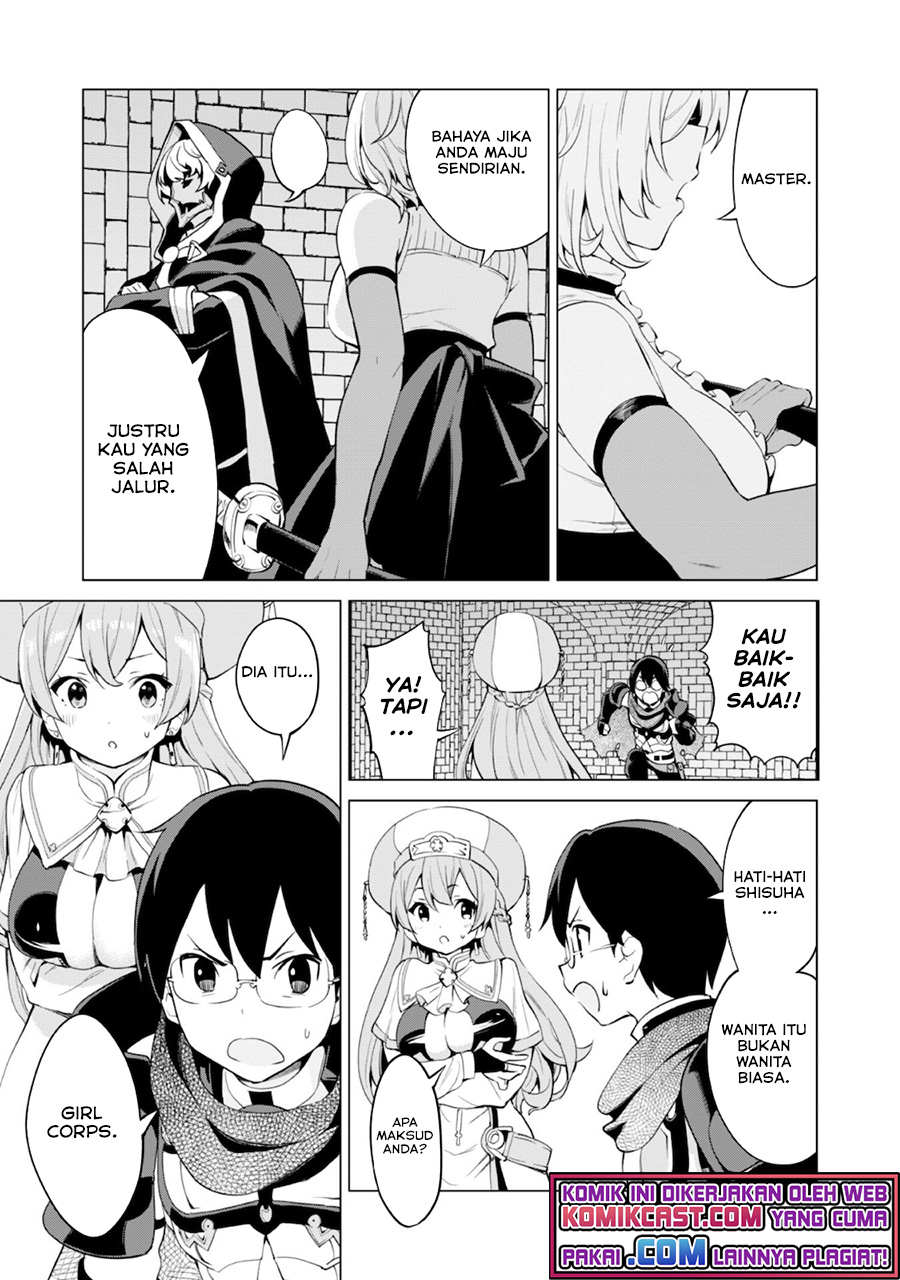 MASTER.
BAHAYA JIKA
ANDA MAJU
SENDIRIAN.
JUSTRU
KAU YANG
SALAH
JALUR.
KAU
BAIK-
BAIK
SAJA!!
YA!
TAPI
...
HATI-HATI
SHISUHA
...
WANITA ITU
BUKAN
WANITA
BIASA.
APA
MAKSUD
ANDA?
DIA ITU...
GIRL
CORPS.
KOMIK INI DIKERJAKAN OLEH WEB
KOMIKCAST.COM YANG CUMA
PAKAI .COM LAINNYA PLAGIAT!